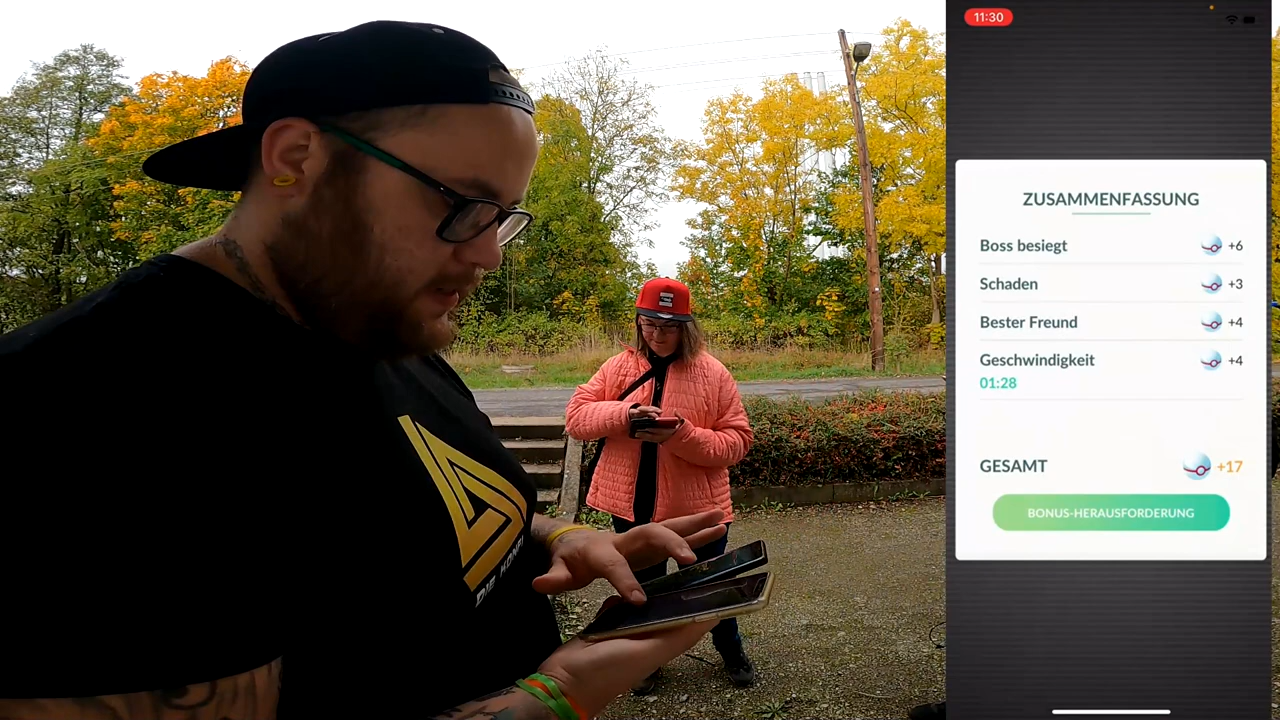 11:30
ZUSAMMENFASSUNG
Boss besiegt +6
Schaden +3
Bester Freund +4
Geschwindigkeit +4
01:28
GESAMT +17
BONUS-HERAUSFORDERUNG
DIE